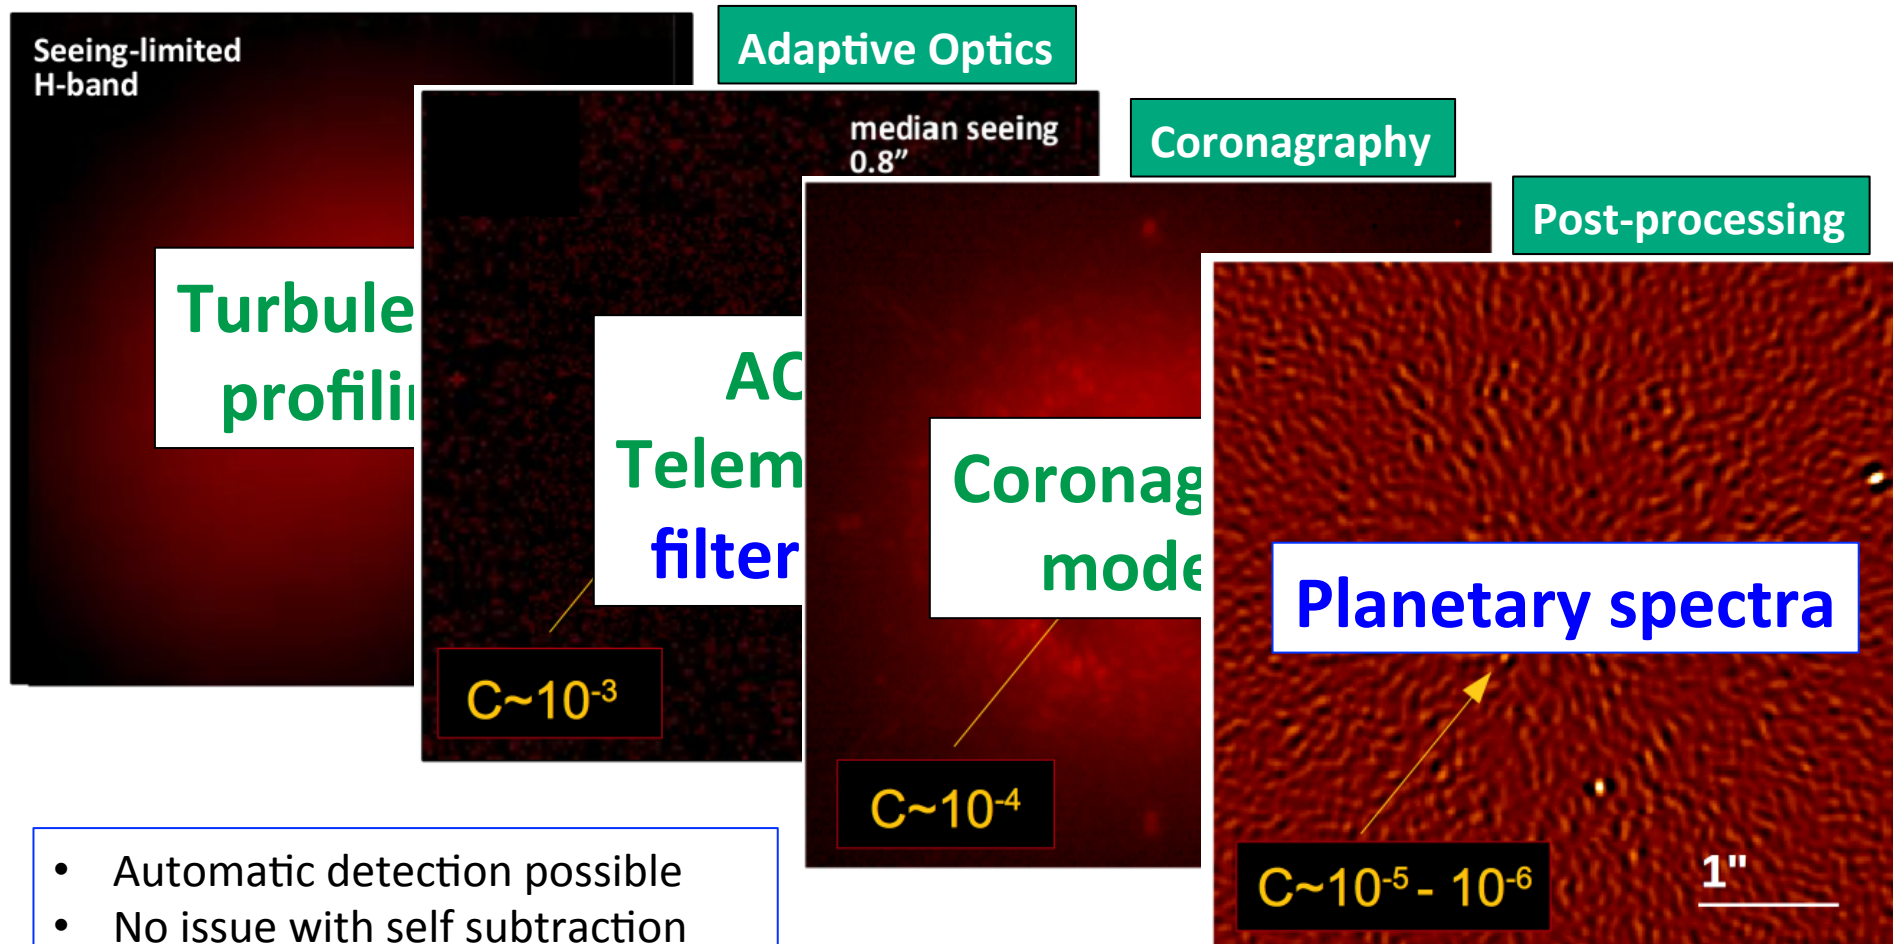 Seeing-limited
H-band
Adaptive Optics
median seeing
0.8”
Coronagraphy
Post-processing
Turbule
profili
AO
Telem
filter
Coronag
mode
Planetary spectra
C~10⁻³
C~10⁻⁴
C~10⁻⁵ - 10⁻⁶
1"
• Automatic detection possible
• No issue with self subtraction